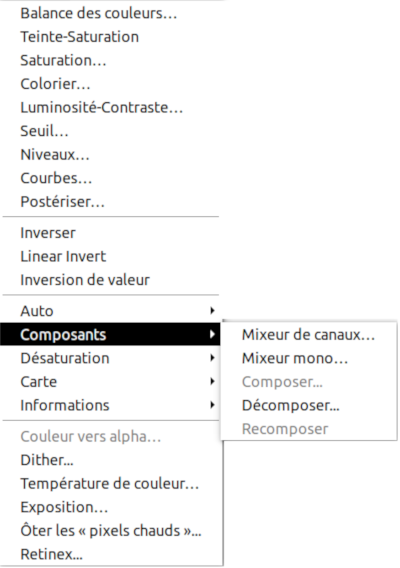 Balance des couleurs...
Teinte-Saturation
Saturation...
Colorier...
Luminosité-Contraste...
Seuil...
Niveaux...
Courbes...
Postériser...
Inverser
Linear Invert
Inversion de valeur
Auto
Composants
Désaturation
Carte
Informations
Couleur vers alpha...
Dither...
Température de couleur...
Exposition...
Ôter les « pixels chauds »...
Retinex...
Mixeur de canaux...
Mixeur mono...
Composer...
Décomposer...
Recomposer